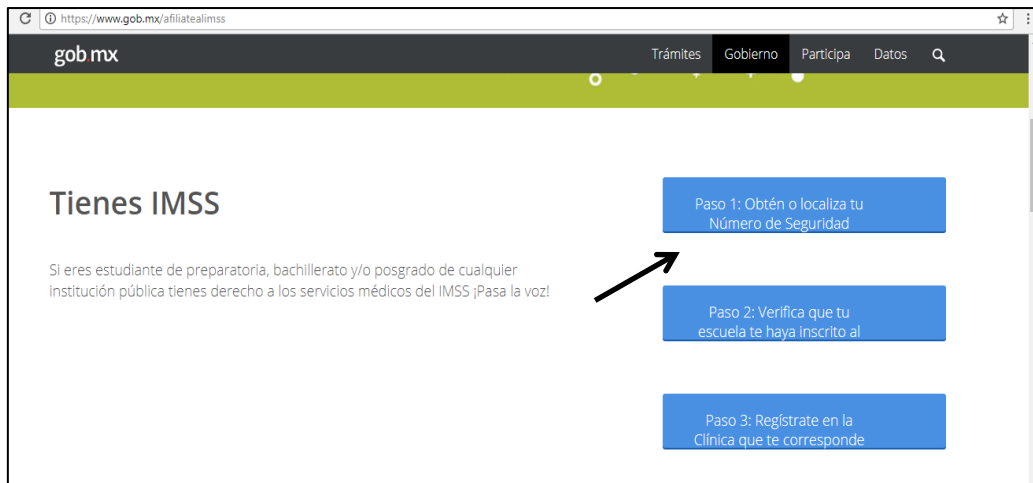 https://www.gob.mx/afiliatealimss
gob.mx
Trámites Gobierno Participa Datos
Tienes IMSS
Si eres estudiante de preparatoria, bachillerato y/o posgrado de cualquier
institución pública tienes derecho a los servicios médicos del IMSS ¡Pasa la voz!
Paso 1: Obtén o localiza tu
Número de Seguridad
Paso 2: Verifica que tu
escuela te haya inscrito al
Paso 3: Regístrate en la
Clínica que te corresponde